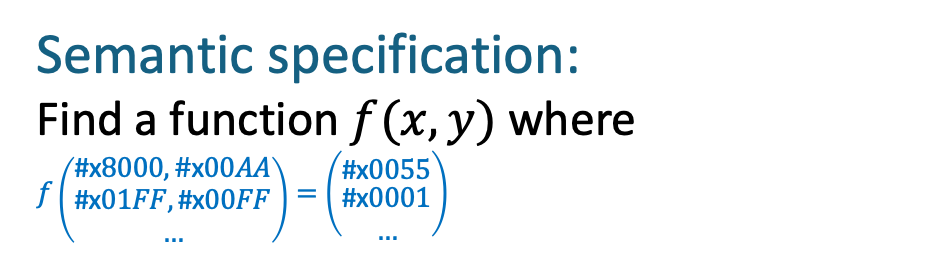 Semantic specification:
Find a function f(x, y) where
f(#x8000, #x00AA) = (#x0055)
#x01FF, #x00FF #x0001
... ...